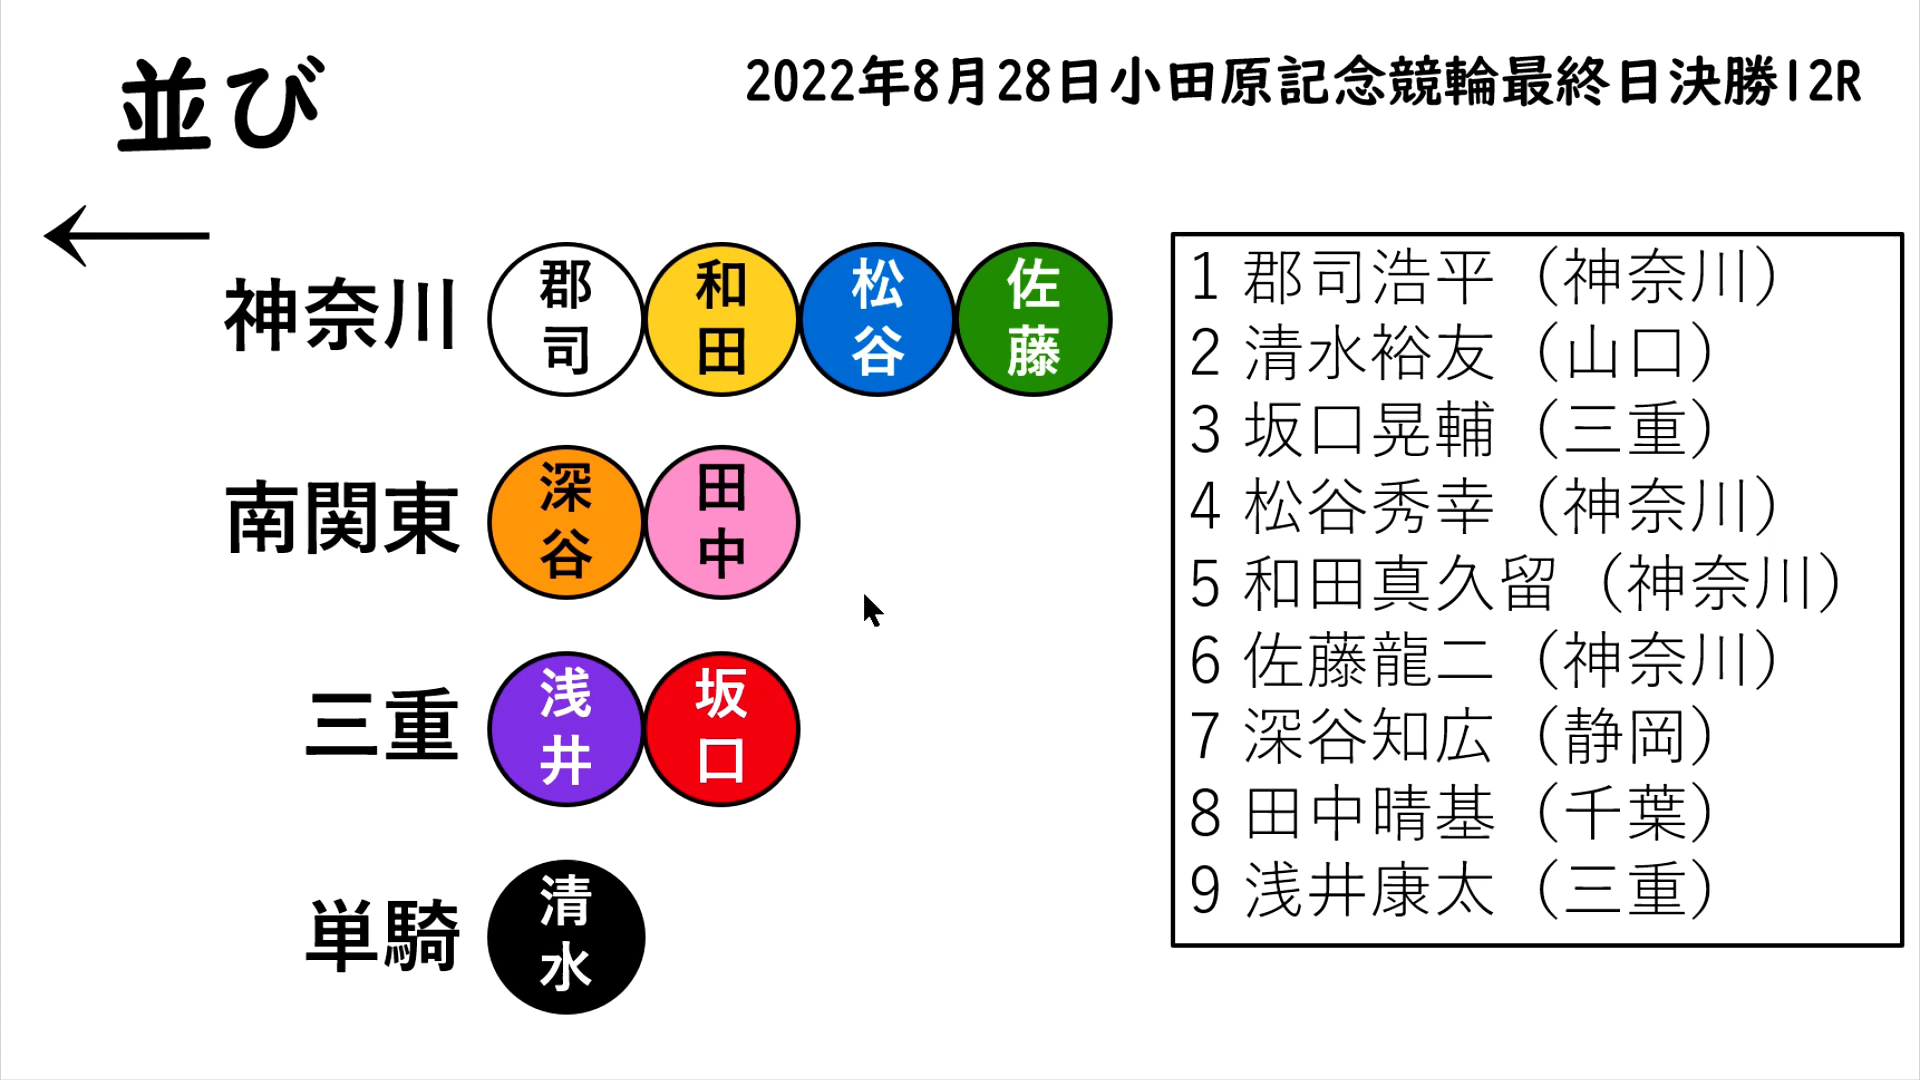 並び
2022年8月28日小田原記念競輪最終日決勝12R
神奈川 郡司 和田 松谷 佐藤
南関東 深谷 田中
三重 浅井 坂口
単騎 清水
1 郡司浩平（神奈川）
2 清水裕友（山口）
3 坂口晃輔（三重）
4 松谷秀幸（神奈川）
5 和田真久留（神奈川）
6 佐藤龍二（神奈川）
7 深谷知広（静岡）
8 田中晴基（千葉）
9 浅井康太（三重）